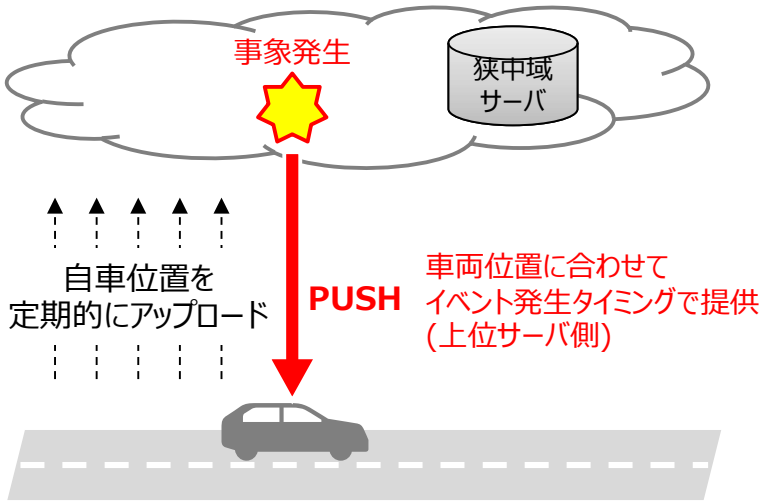 事象発生
狭中域
サーバ
自車位置を
定期的にアップロード
PUSH
車両位置に合わせて
イベント発生タイミングで提供
(上位サーバ側)